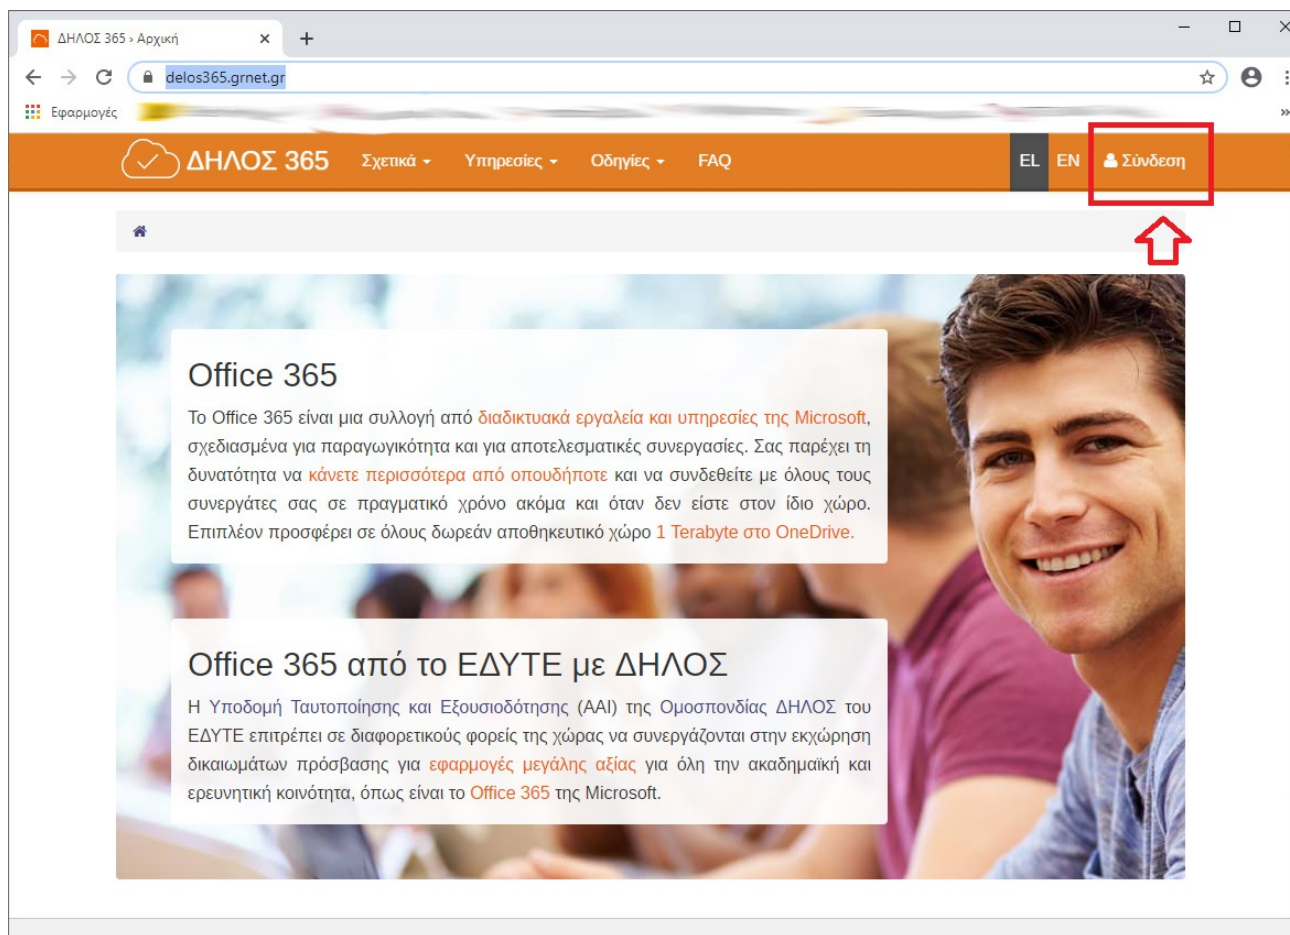 ΔΗΛΟΣ 365 › Αρχική
delos365.grnet.gr
Εφαρμογές
ΔΗΛΟΣ 365 Σχετικά Υπηρεσίες Οδηγίες FAQ EL EN Σύνδεση
Office 365
Το Office 365 είναι μια συλλογή από διαδικτυακά εργαλεία και υπηρεσίες της Microsoft,
σχεδιασμένα για παραγωγικότητα και για αποτελεσματικές συνεργασίες. Σας παρέχει τη
δυνατότητα να κάνετε περισσότερα από οπουδήποτε και να συνδεθείτε με όλους τους
συνεργάτες σας σε πραγματικό χρόνο ακόμα και όταν δεν είστε στον ίδιο χώρο.
Επιπλέον προσφέρει σε όλους δωρεάν αποθηκευτικό χώρο 1 Terabyte στο OneDrive.
Office 365 από το ΕΔΥΤΕ με ΔΗΛΟΣ
Η Υποδομή Ταυτοποίησης και Εξουσιοδότησης (ΑΑΙ) της Ομοσπονδίας ΔΗΛΟΣ του
ΕΔΥΤΕ επιτρέπει σε διαφορετικούς φορείς της χώρας να συνεργάζονται στην εκχώρηση
δικαιωμάτων πρόσβασης για εφαρμογές μεγάλης αξίας για όλη την ακαδημαϊκή και
ερευνητική κοινότητα, όπως είναι το Office 365 της Microsoft.